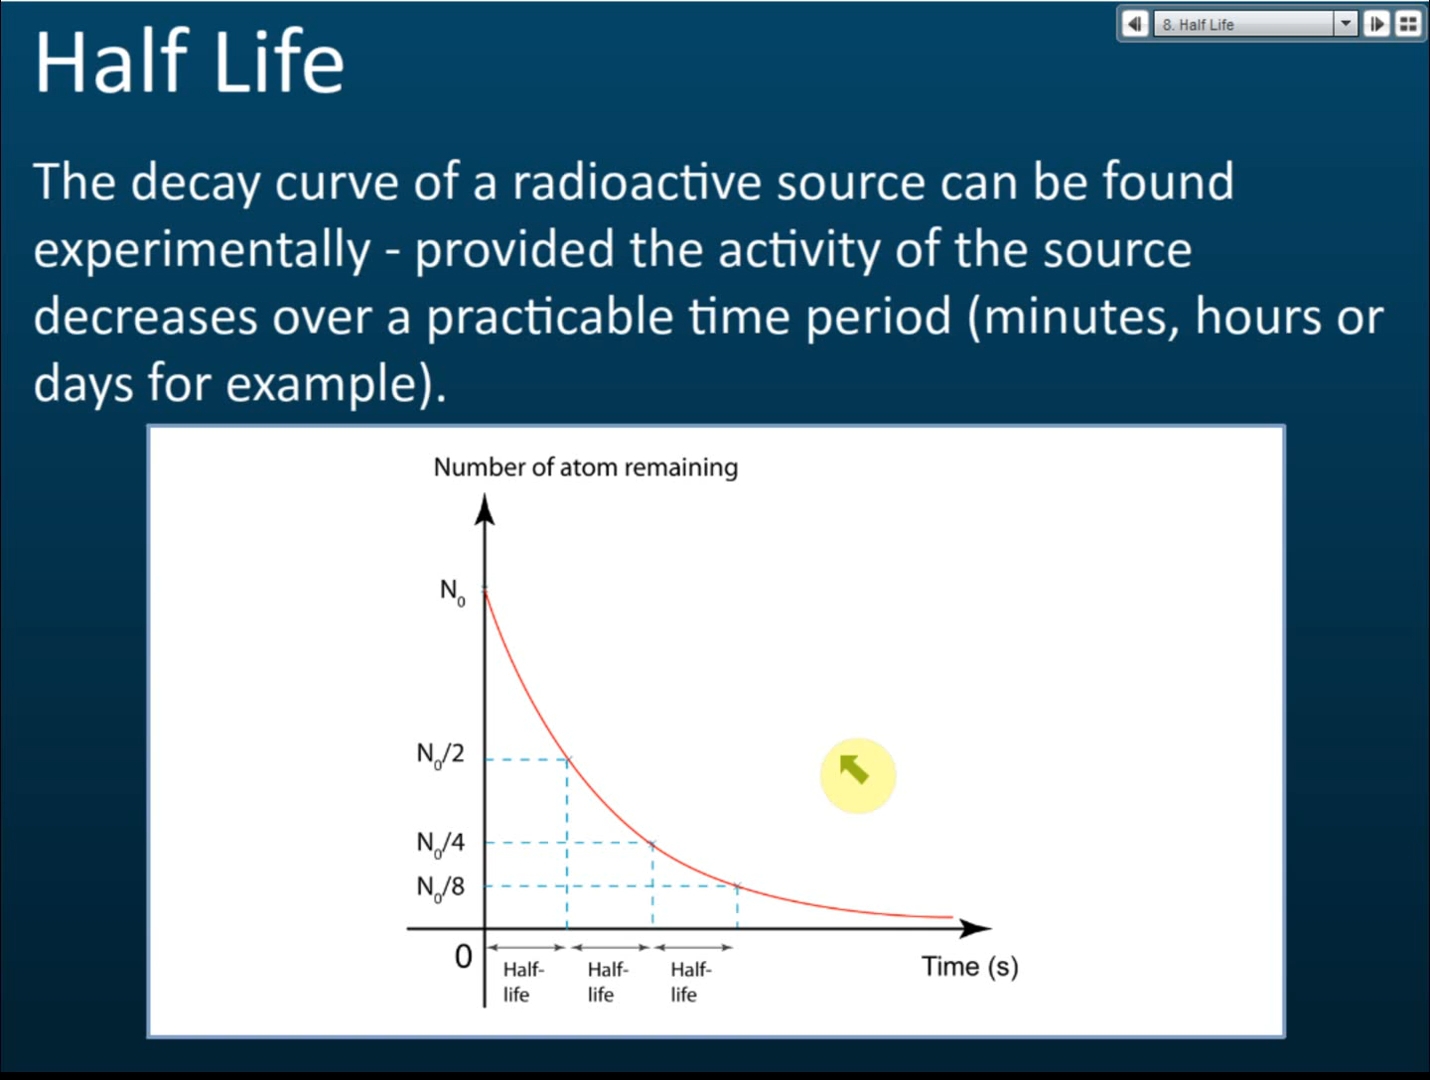 8. Half Life
Half Life
The decay curve of a radioactive source can be found
experimentally - provided the activity of the source
decreases over a practicable time period (minutes, hours or
days for example).
Number of atom remaining
N₀
N₀/2
N₀/4
N₀/8
0
Half-
life
Half-
life
Half-
life
Time (s)